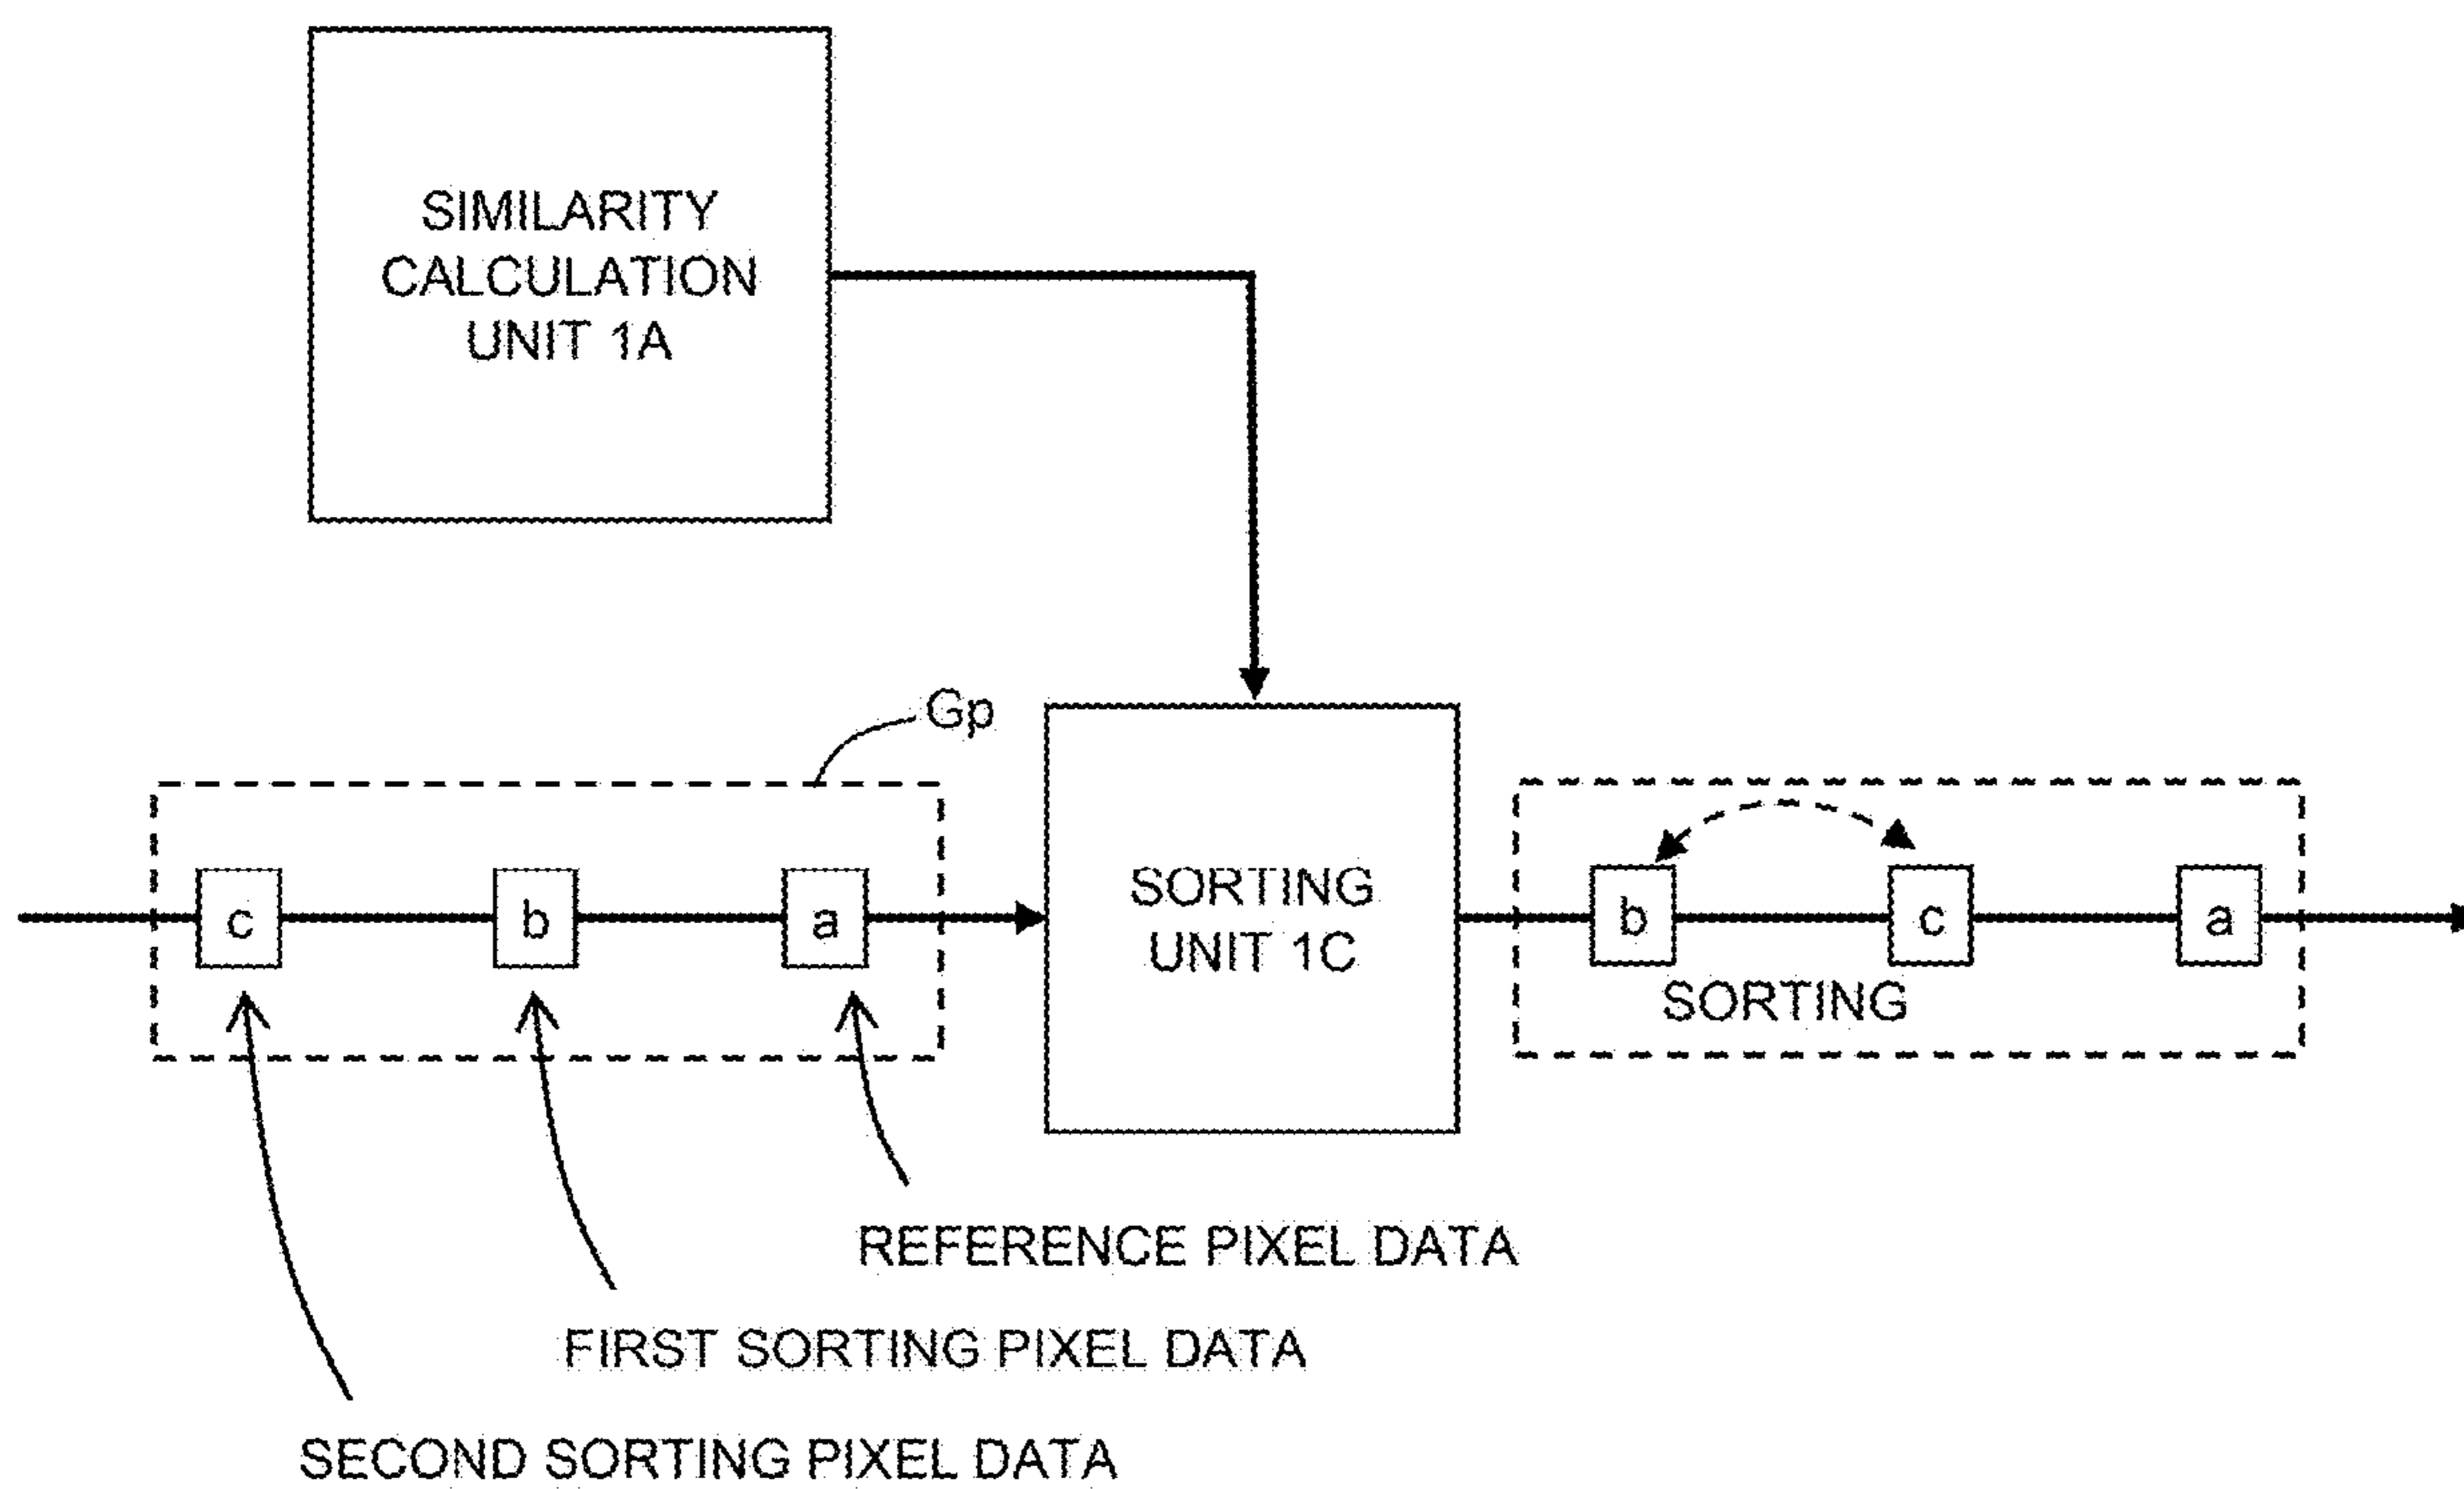 SIMILARITY
CALCULATION
UNIT 1A
Gp
c b a
SORTING
UNIT 1C
b c a
SORTING
REFERENCE PIXEL DATA
FIRST SORTING PIXEL DATA
SECOND SORTING PIXEL DATA